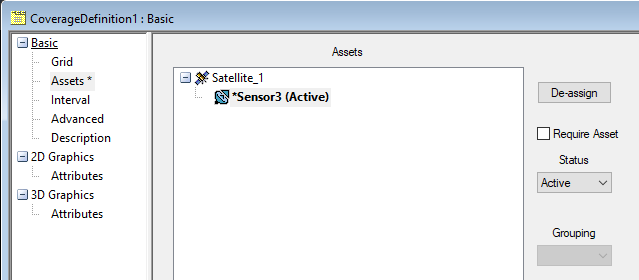 CoverageDefinition1 : Basic
Basic
Grid
Assets *
Interval
Advanced
Description
2D Graphics
Attributes
3D Graphics
Attributes
Assets
Satellite_1
*Sensor3 (Active)
De-assign
Require Asset
Status
Active
Grouping